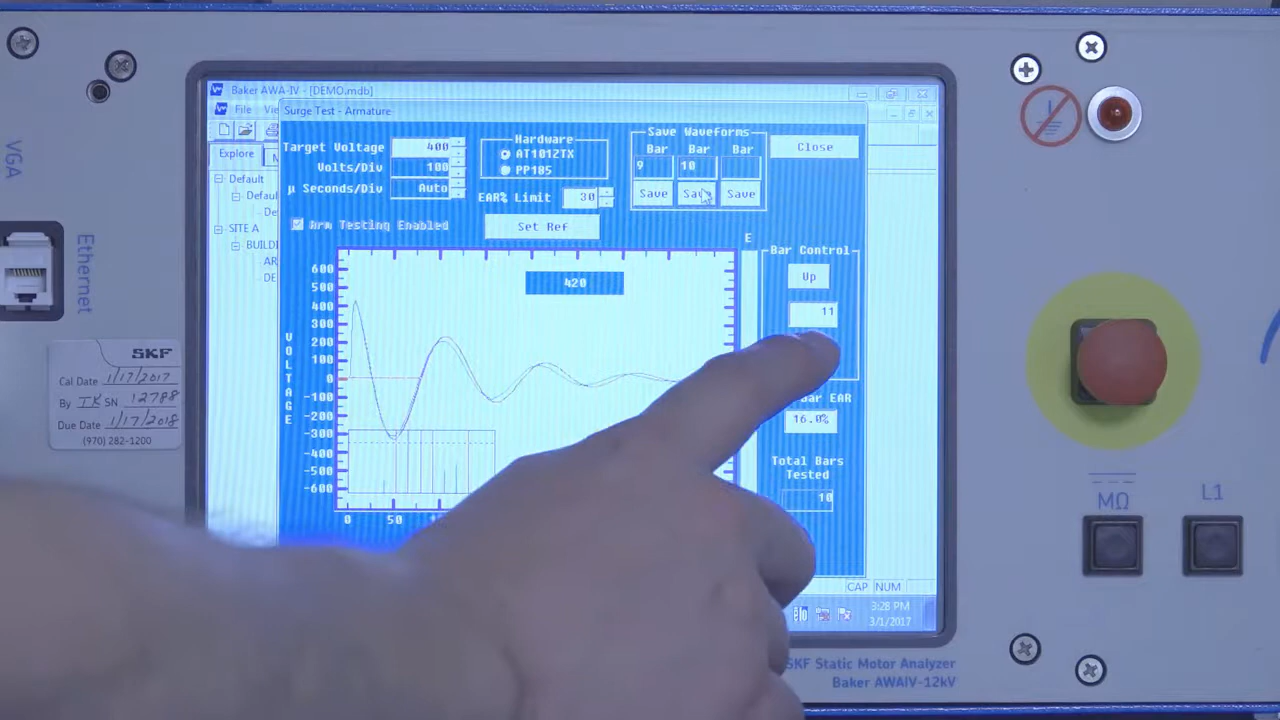 Baker AWA-IV - [DEMO.mdb]
File
Surge Test - Armature
Explore
Default
SITE A
Target Voltage 400
Volts/Div 100
µ Seconds/Div Auto
Hardware
AT1012TX
PP185
EAR% Limit 30
Save Waveforms
Bar Bar Bar
9 10
Save Save Save
Close
Arm Testing Enabled
Set Ref
420
VOLTAGE
600
500
400
300
200
100
0
-100
-200
-300
-400
-500
-600
0 50
E
Bar Control
Up
11
Bar EAR
16.0%
Total Bars
Tested
10
CAP NUM
3:28 PM
3/1/2017
VGA
Ethernet
SKF
Cal Date 1/17/2017
By TK SN 12788
Due Date 1/17/2018
(970) 282-1200
MΩ
L1
SKF Static Motor Analyzer
Baker AWAIV-12kV